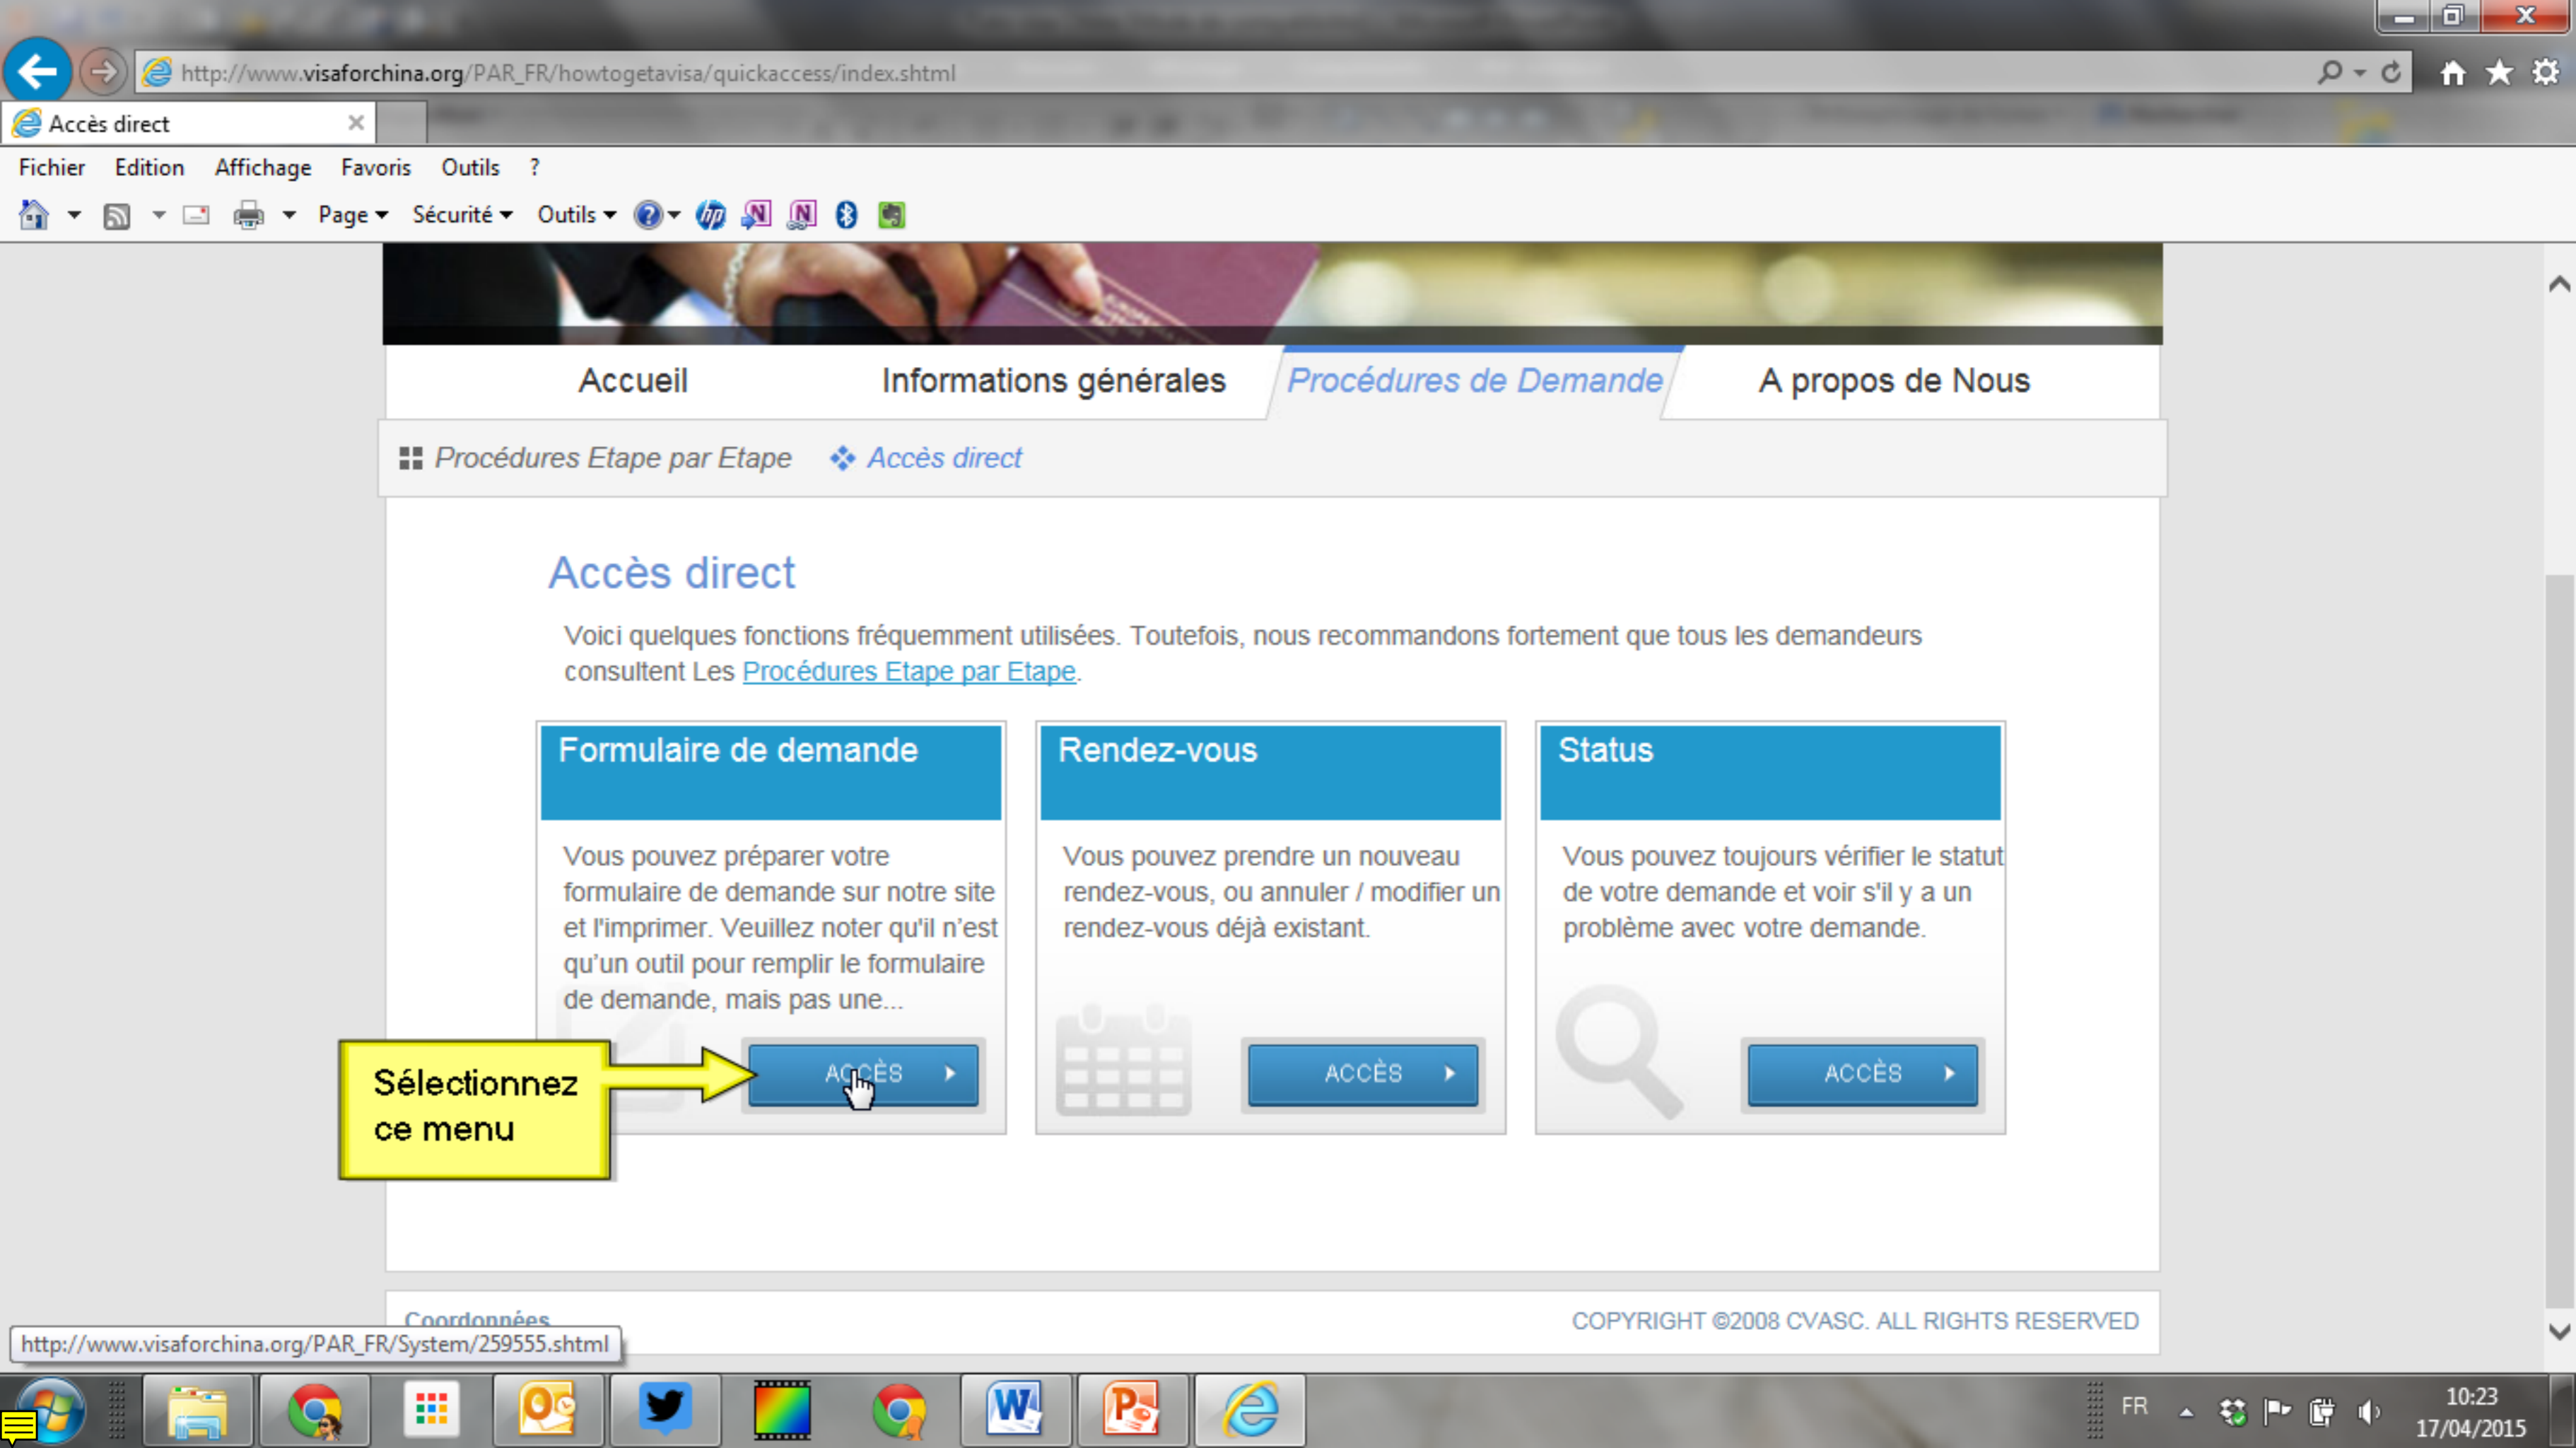 http://www.visaforchina.org/PAR_FR/howtogetavisa/quickaccess/index.shtml
Accès direct
Fichier Edition Affichage Favoris Outils ?
Page Sécurité Outils
Accueil Informations générales Procédures de Demande A propos de Nous
Procédures Etape par Etape Accès direct
Accès direct
Voici quelques fonctions fréquemment utilisées. Toutefois, nous recommandons fortement que tous les demandeurs
consultent Les Procédures Etape par Etape.
Formulaire de demande
Vous pouvez préparer votre
formulaire de demande sur notre site
et l'imprimer. Veuillez noter qu'il n’est
qu’un outil pour remplir le formulaire
de demande, mais pas une...
ACCÈS
Sélectionnez
ce menu
Rendez-vous
Vous pouvez prendre un nouveau
rendez-vous, ou annuler / modifier un
rendez-vous déjà existant.
ACCÈS
Status
Vous pouvez toujours vérifier le statut
de votre demande et voir s'il y a un
problème avec votre demande.
ACCÈS
Coordonnées COPYRIGHT ©2008 CVASC. ALL RIGHTS RESERVED
http://www.visaforchina.org/PAR_FR/System/259555.shtml
FR
10:23
17/04/2015